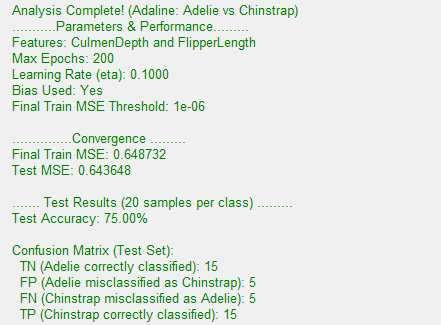 Analysis Complete! (Adaline: Adelie vs Chinstrap)
...........Parameters & Performance.........
Features: CulmenDepth and FlipperLength
Max Epochs: 200
Learning Rate (eta): 0.1000
Bias Used: Yes
Final Train MSE Threshold: 1e-06
...............Convergence .........
Final Train MSE: 0.648732
Test MSE: 0.643648
....... Test Results (20 samples per class) .........
Test Accuracy: 75.00%
Confusion Matrix (Test Set):
TN (Adelie correctly classified): 15
FP (Adelie misclassified as Chinstrap): 5
FN (Chinstrap misclassified as Adelie): 5
TP (Chinstrap correctly classified): 15